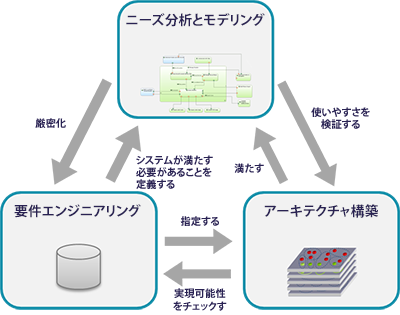 ニーズ分析とモデリング
厳密化
システムが満たす
必要があることを
定義する
満たす
使いやすさを
検証する
要件エンジニアリング
指定する
アーキテクチャ構築
実現可能性
をチェックす